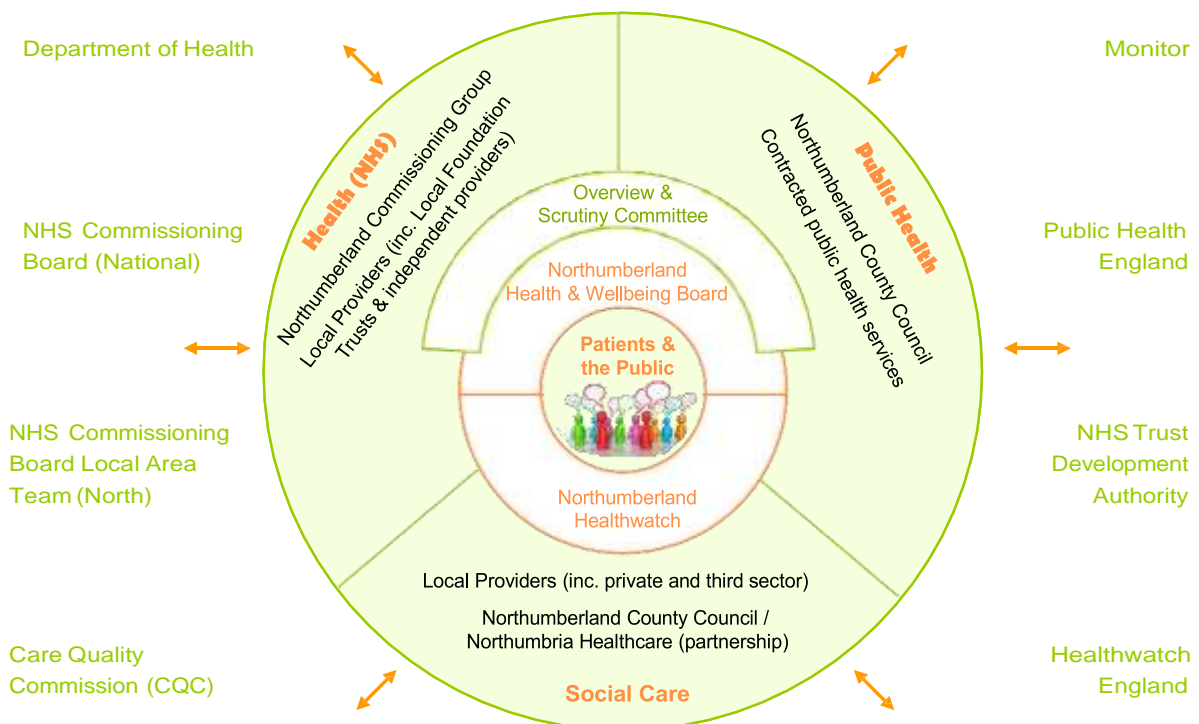 Department of Health
NHS Commissioning
Board (National)
NHS Commissioning
Board Local Area
Team (North)
Care Quality
Commission (CQC)
Health (NHS)
Northumberland Commissioning Group
Local Providers (inc. Local Foundation
Trusts & independent providers)
Overview &
Scrutiny Committee
Northumberland
Health & Wellbeing Board
Patients &
the Public
Northumberland
Healthwatch
Public Health
Northumberland County Council
Contracted public health services
Local Providers (inc. private and third sector)
Northumberland County Council /
Northumbria Healthcare (partnership)
Social Care
Monitor
Public Health
England
NHS Trust
Development
Authority
Healthwatch
England